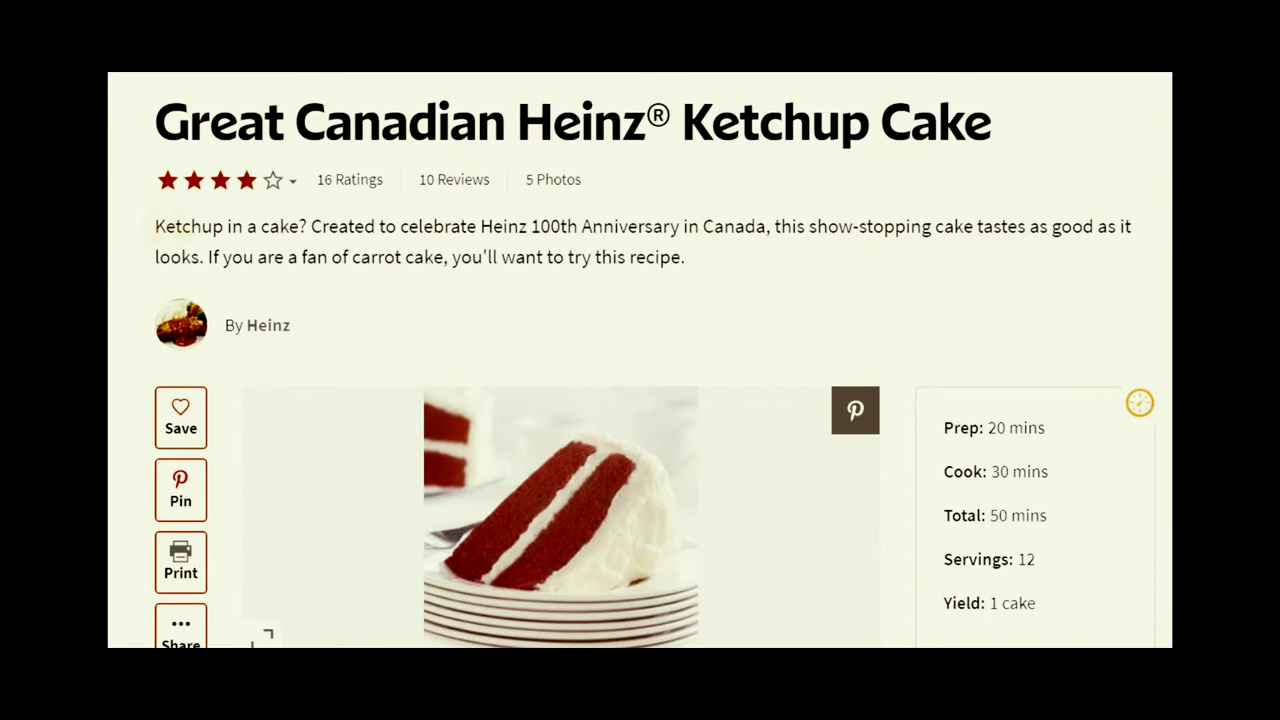 Great Canadian Heinz® Ketchup Cake
16 Ratings 10 Reviews 5 Photos
Ketchup in a cake? Created to celebrate Heinz 100th Anniversary in Canada, this show-stopping cake tastes as good as it
looks. If you are a fan of carrot cake, you'll want to try this recipe.
By Heinz
Save
Pin
Print
Share
Prep: 20 mins
Cook: 30 mins
Total: 50 mins
Servings: 12
Yield: 1 cake